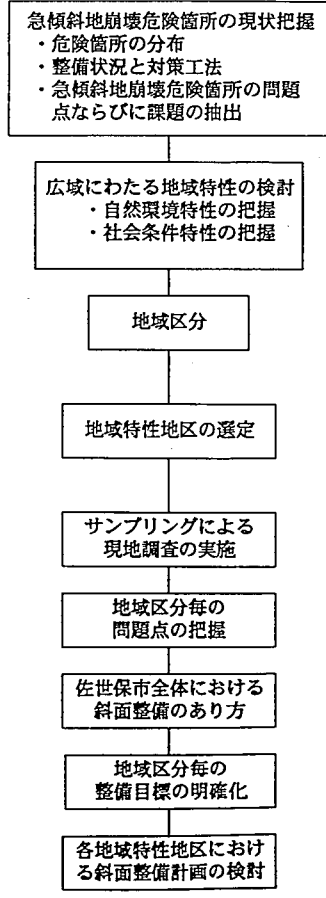 急傾斜地崩壊危険箇所の現状把握
・危険箇所の分布
・整備状況と対策工法
・急傾斜地崩壊危険箇所の問題
点ならびに課題の抽出
広域にわたる地域特性の検討
・自然環境特性の把握
・社会条件特性の把握
地域区分
地域特性地区の選定
サンプリングによる
現地調査の実施
地域区分毎の
問題点の把握
佐世保市全体における
斜面整備のあり方
地域区分毎の
整備目標の明確化
各地域特性地区におけ
る斜面整備計画の検討